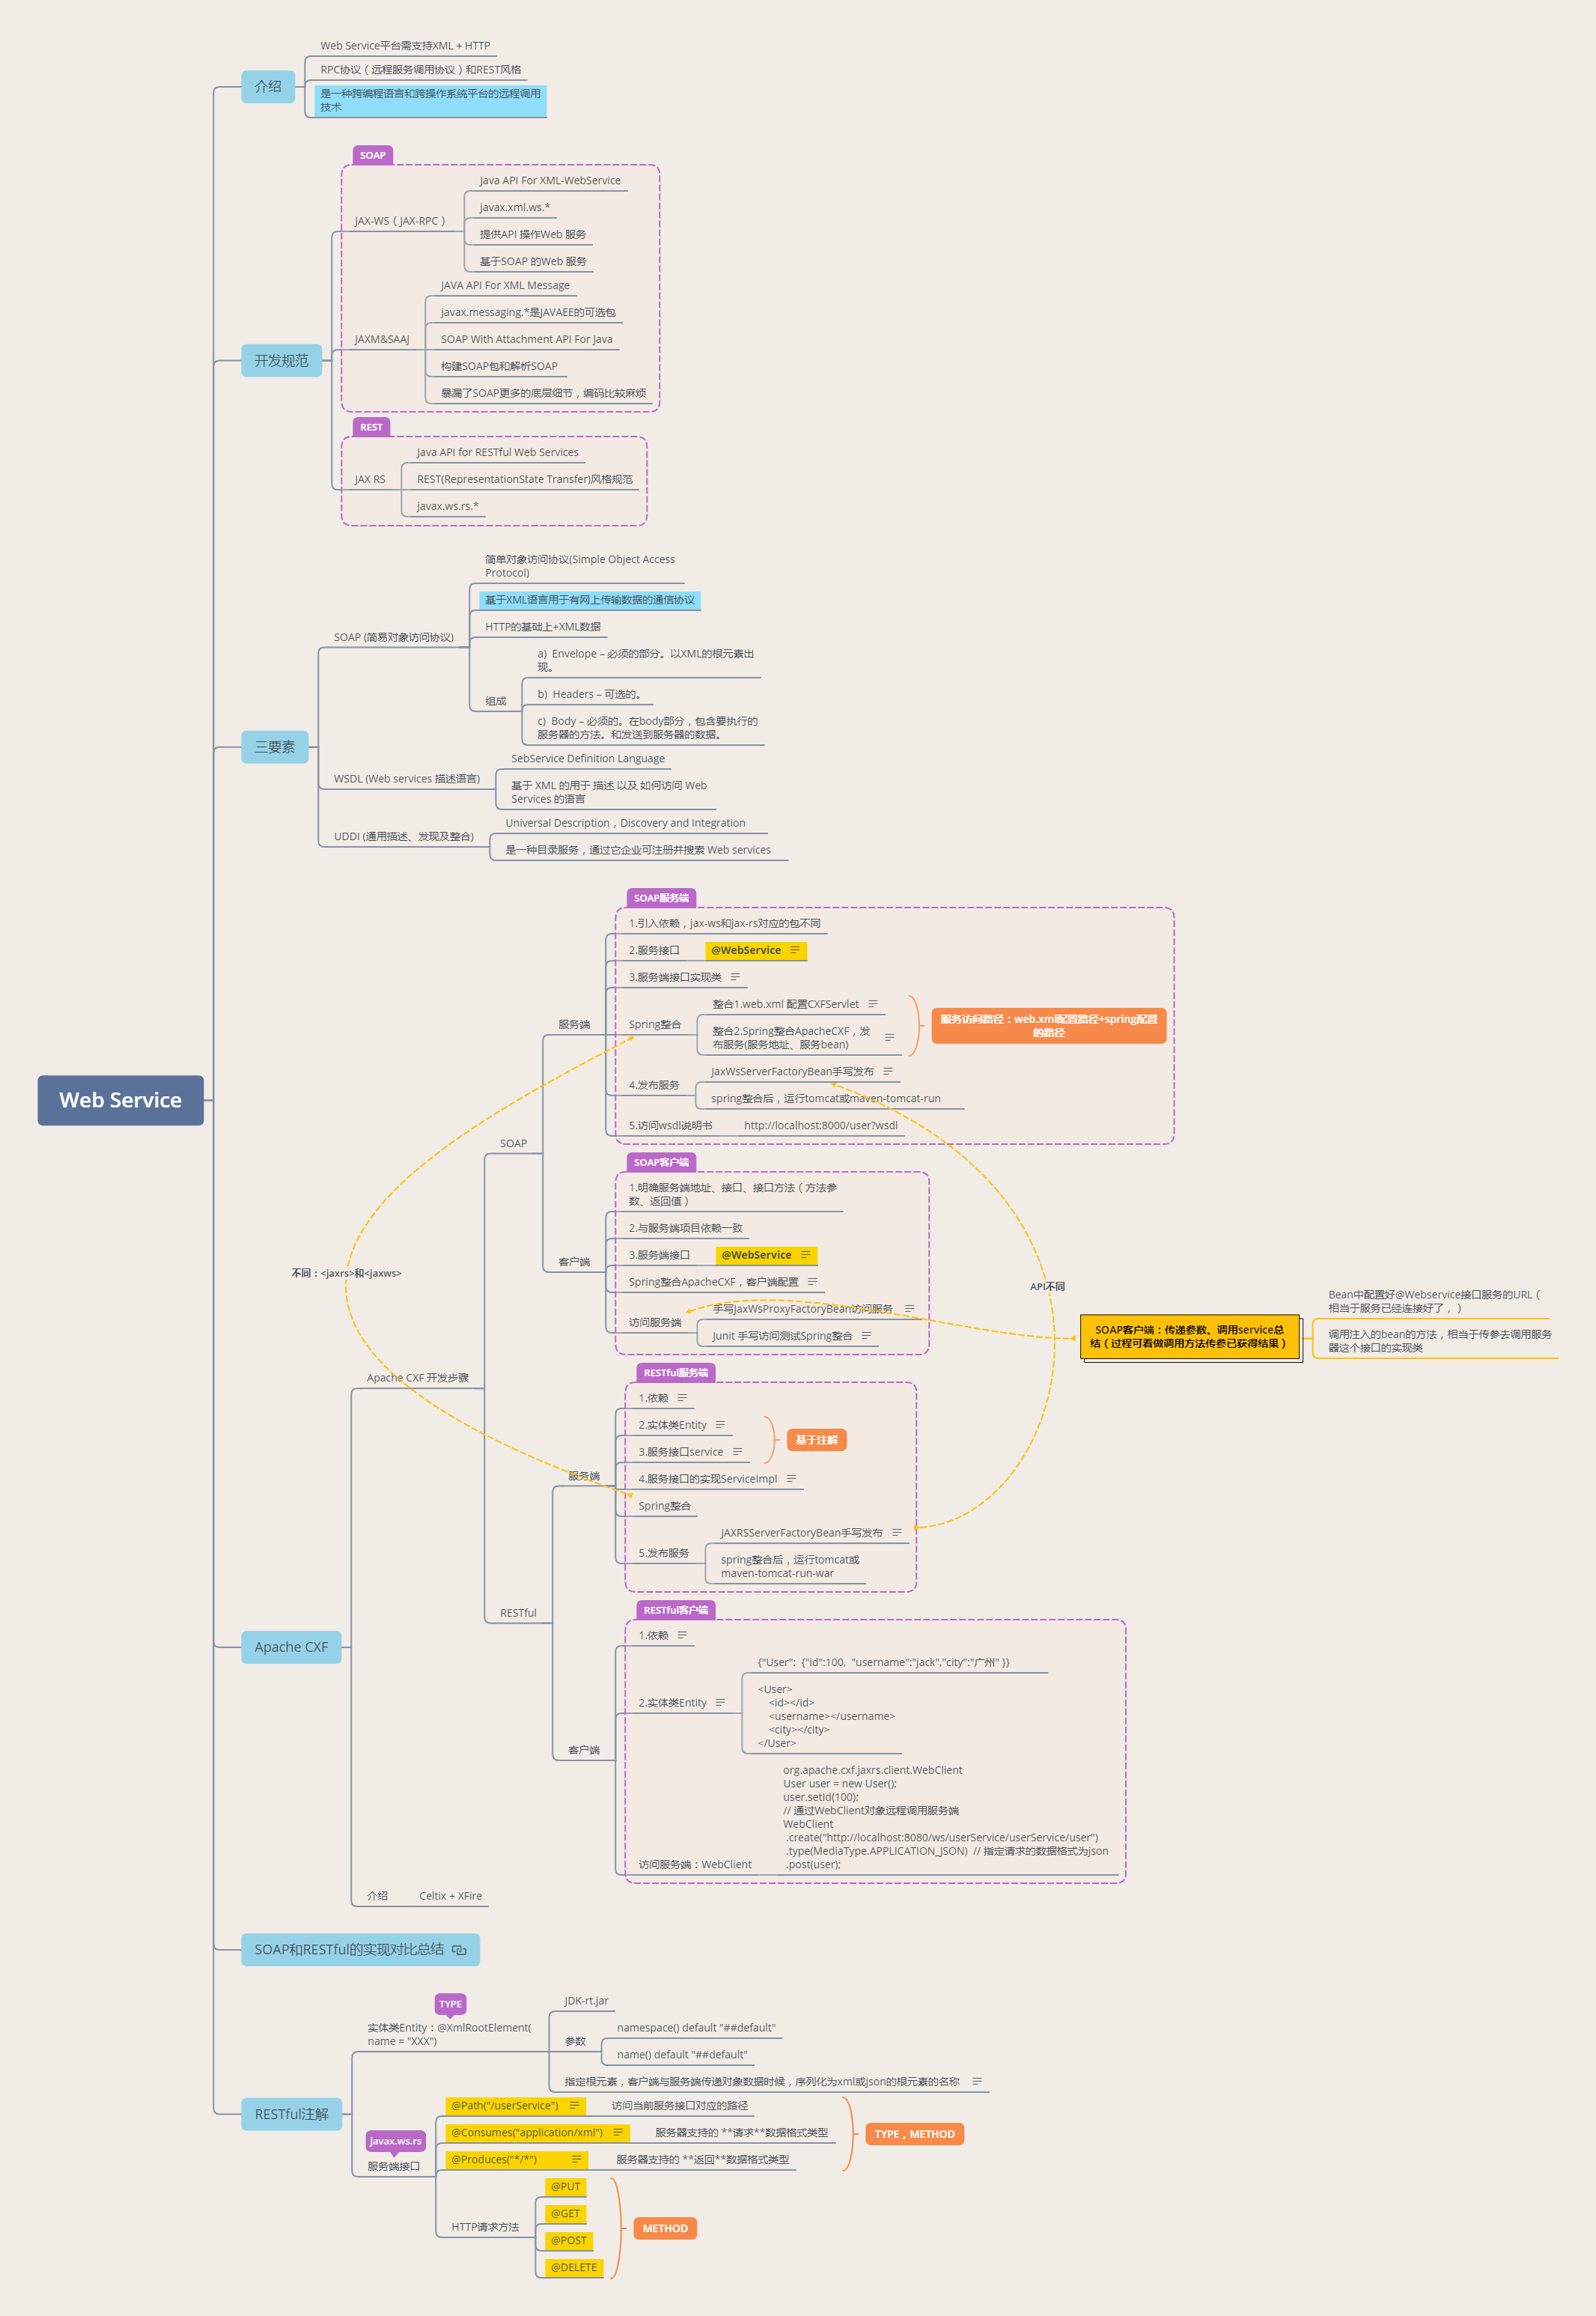 Web Service
介绍
Web Service平台需支持XML + HTTP
RPC协议（远程服务调用协议）和REST风格
是一种跨编程语言和跨操作系统平台的远程调用
技术
开发规范
SOAP
JAX-WS（JAX-RPC）
Java API For XML-WebService
javax.xml.ws.*
提供API 操作Web 服务
基于SOAP 的Web 服务
JAXM&SAAJ
JAVA API For XML Message
javax.messaging.*是JAVAEE的可选包
SOAP With Attachment API For Java
构建SOAP包和解析SOAP
暴漏了SOAP更多的底层细节，编码比较麻烦
REST
JAX RS
Java API for RESTful Web Services
REST(RepresentationState Transfer)风格规范
javax.ws.rs.*
三要素
SOAP (简易对象访问协议)
简单对象访问协议(Simple Object Access
Protocol)
基于XML语言用于有网上传输数据的通信协议
HTTP的基础上+XML数据
组成
a)  Envelope – 必须的部分。以XML的根元素出
现。
b)  Headers – 可选的。
c)  Body – 必须的。在body部分，包含要执行的
服务器的方法。和发送到服务器的数据。
WSDL (Web services 描述语言)
SebService Definition Language
基于 XML 的用于 描述 以及 如何访问 Web
Services 的语言
UDDI (通用描述、发现及整合)
Universal Description，Discovery and Integration
是一种目录服务，通过它企业可注册并搜索 Web services
Apache CXF
Apache CXF 开发步骤
SOAP
服务端
SOAP服务端
1.引入依赖，jax-ws和jax-rs对应的包不同
2.服务接口
@WebService
3.服务端接口实现类
Spring整合
整合1.web.xml 配置CXFServlet
整合2.Spring整合ApacheCXF，发
布服务(服务地址、服务bean)
服务访问路径：web.xml配置路径+spring配置
的路径
4.发布服务
JaxWsServerFactoryBean手写发布
spring整合后，运行tomcat或maven-tomcat-run
5.访问wsdl说明书
http://localhost:8000/user?wsdl
客户端
SOAP客户端
1.明确服务端地址、接口、接口方法（方法参
数、返回值）
2.与服务端项目依赖一致
3.服务端接口
@WebService
Spring整合ApacheCXF，客户端配置
访问服务端
手写JaxWsProxyFactoryBean访问服务
Junit 手写访问测试Spring整合
不同：<jaxrs>和<jaxws>
API不同
SOAP客户端：传递参数、调用service总
结（过程可看做调用方法传参已获得结果）
Bean中配置好@Webservice接口服务的URL（
相当于服务已经连接好了，）
调用注入的bean的方法，相当于传参去调用服务
器这个接口的实现类
RESTful
服务端
RESTful服务端
1.依赖
2.实体类Entity
3.服务接口service
基于注解
4.服务接口的实现ServiceImpl
Spring整合
5.发布服务
JAXRSServerFactoryBean手写发布
spring整合后，运行tomcat或
maven-tomcat-run-war
客户端
RESTful客户端
1.依赖
2.实体类Entity
{"User":  {"id":100,  "username":"jack","city":"广州" }}
<User>
<id></id>
<username></username>
<city></city>
</User>
访问服务端：WebClient
org.apache.cxf.jaxrs.client.WebClient
User user = new User();
user.setId(100);
// 通过WebClient对象远程调用服务端
WebClient
.create("http://localhost:8080/ws/userService/userService/user")
.type(MediaType.APPLICATION_JSON)  // 指定请求的数据格式为json
.post(user);
介绍
Celtix + XFire
SOAP和RESTful的实现对比总结
RESTful注解
TYPE
实体类Entity：@XmlRootElement(
name = "XXX")
JDK-rt.jar
参数
namespace() default "##default"
name() default "##default"
指定根元素，客户端与服务端传递对象数据时候，序列化为xml或json的根元素的名称
javax.ws.rs
服务端接口
@Path("/userService")
访问当前服务接口对应的路径
@Consumes("application/xml")
服务器支持的 **请求**数据格式类型
@Produces("*/*")
服务器支持的 **返回**数据格式类型
TYPE，METHOD
HTTP请求方法
@PUT
@GET
@POST
@DELETE
METHOD